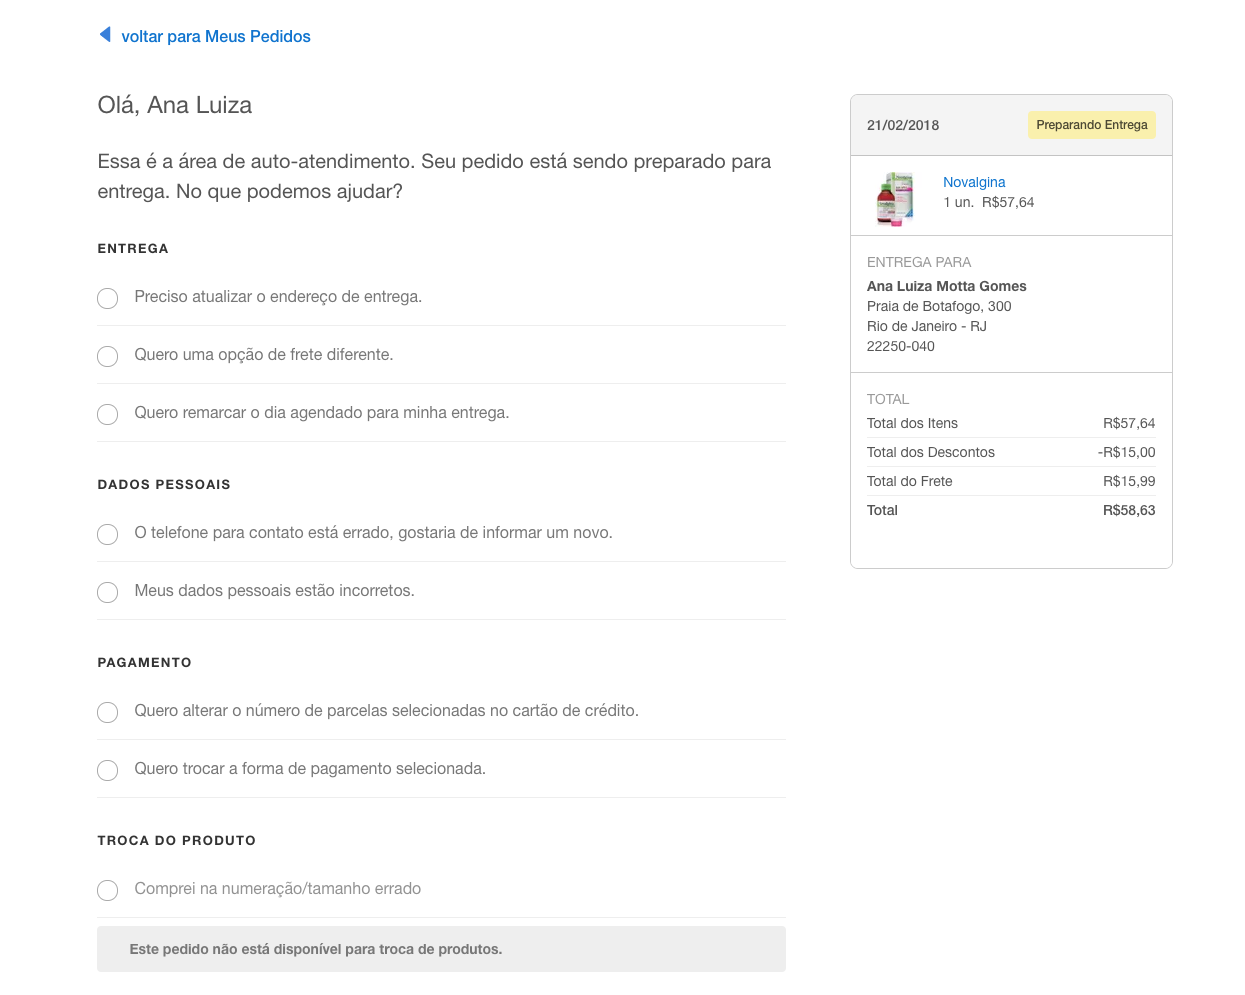 voltar para Meus Pedidos
Olá, Ana Luiza
Essa é a área de auto-atendimento. Seu pedido está sendo preparado para
entrega. No que podemos ajudar?
ENTREGA
Preciso atualizar o endereço de entrega.
Quero uma opção de frete diferente.
Quero remarcar o dia agendado para minha entrega.
DADOS PESSOAIS
O telefone para contato está errado, gostaria de informar um novo.
Meus dados pessoais estão incorretos.
PAGAMENTO
Quero alterar o número de parcelas selecionadas no cartão de crédito.
Quero trocar a forma de pagamento selecionada.
TROCA DO PRODUTO
Comprei na numeração/tamanho errado
Este pedido não está disponível para troca de produtos.
21/02/2018 Preparando Entrega
Novalgina
1 un. R$57,64
ENTREGA PARA
Ana Luiza Motta Gomes
Praia de Botafogo, 300
Rio de Janeiro - RJ
22250-040
TOTAL
Total dos Itens R$57,64
Total dos Descontos -R$15,00
Total do Frete R$15,99
Total R$58,63